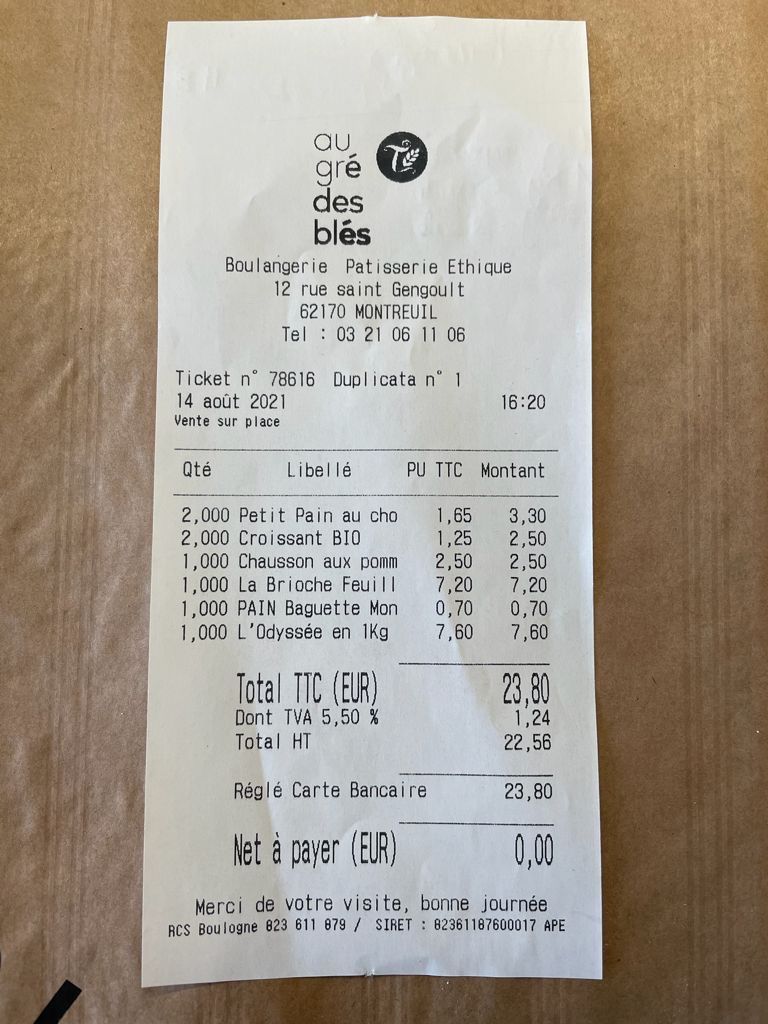 au
gré
des
blés
Boulangerie Patisserie Ethique
12 rue saint Gengoult
62170 MONTREUIL
Tel : 03 21 06 11 06
Ticket n° 78616 Duplicata n° 1
14 août 2021 16:20
Vente sur place
Qté Libellé PU TTC Montant
2,000 Petit Pain au cho 1,65 3,30
2,000 Croissant BIO 1,25 2,50
1,000 Chausson aux pomm 2,50 2,50
1,000 La Brioche Feuill 7,20 7,20
1,000 PAIN Baguette Mon 0,70 0,70
1,000 L'Odyssée en 1Kg 7,60 7,60
Total TTC (EUR) 23,80
Dont TVA 5,50 % 1,24
Total HT 22,56
Réglé Carte Bancaire 23,80
Net à payer (EUR) 0,00
Merci de votre visite, bonne journée
RCS Boulogne 823 611 879 / SIRET : 82361187600017 APE